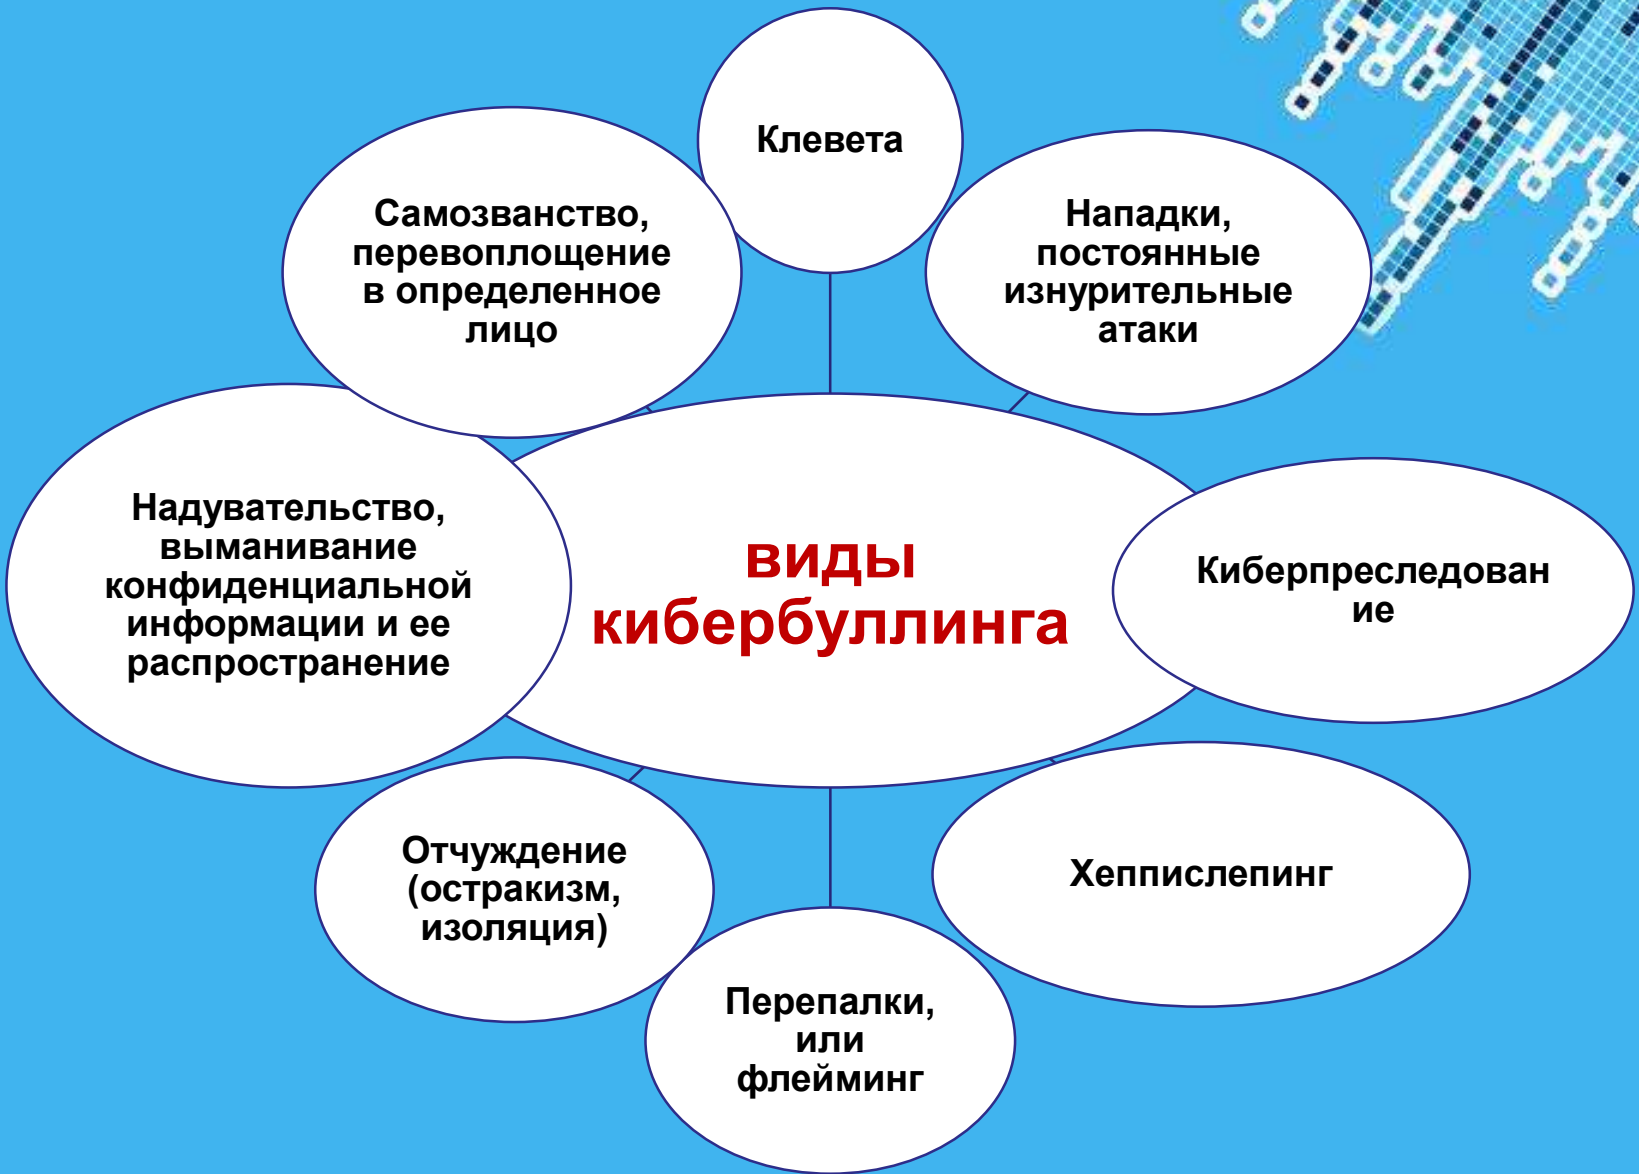 Клевета
Самозванство,
перевоплощение
в определенное
лицо
Нападки,
постоянные
изнурительные
атаки
Надувательство,
выманивание
конфиденциальной
информации и ее
распространение
виды
кибербуллинга
Киберпреследован
ие
Отчуждение
(остракизм,
изоляция)
Хеппислепинг
Перепалки,
или
флейминг